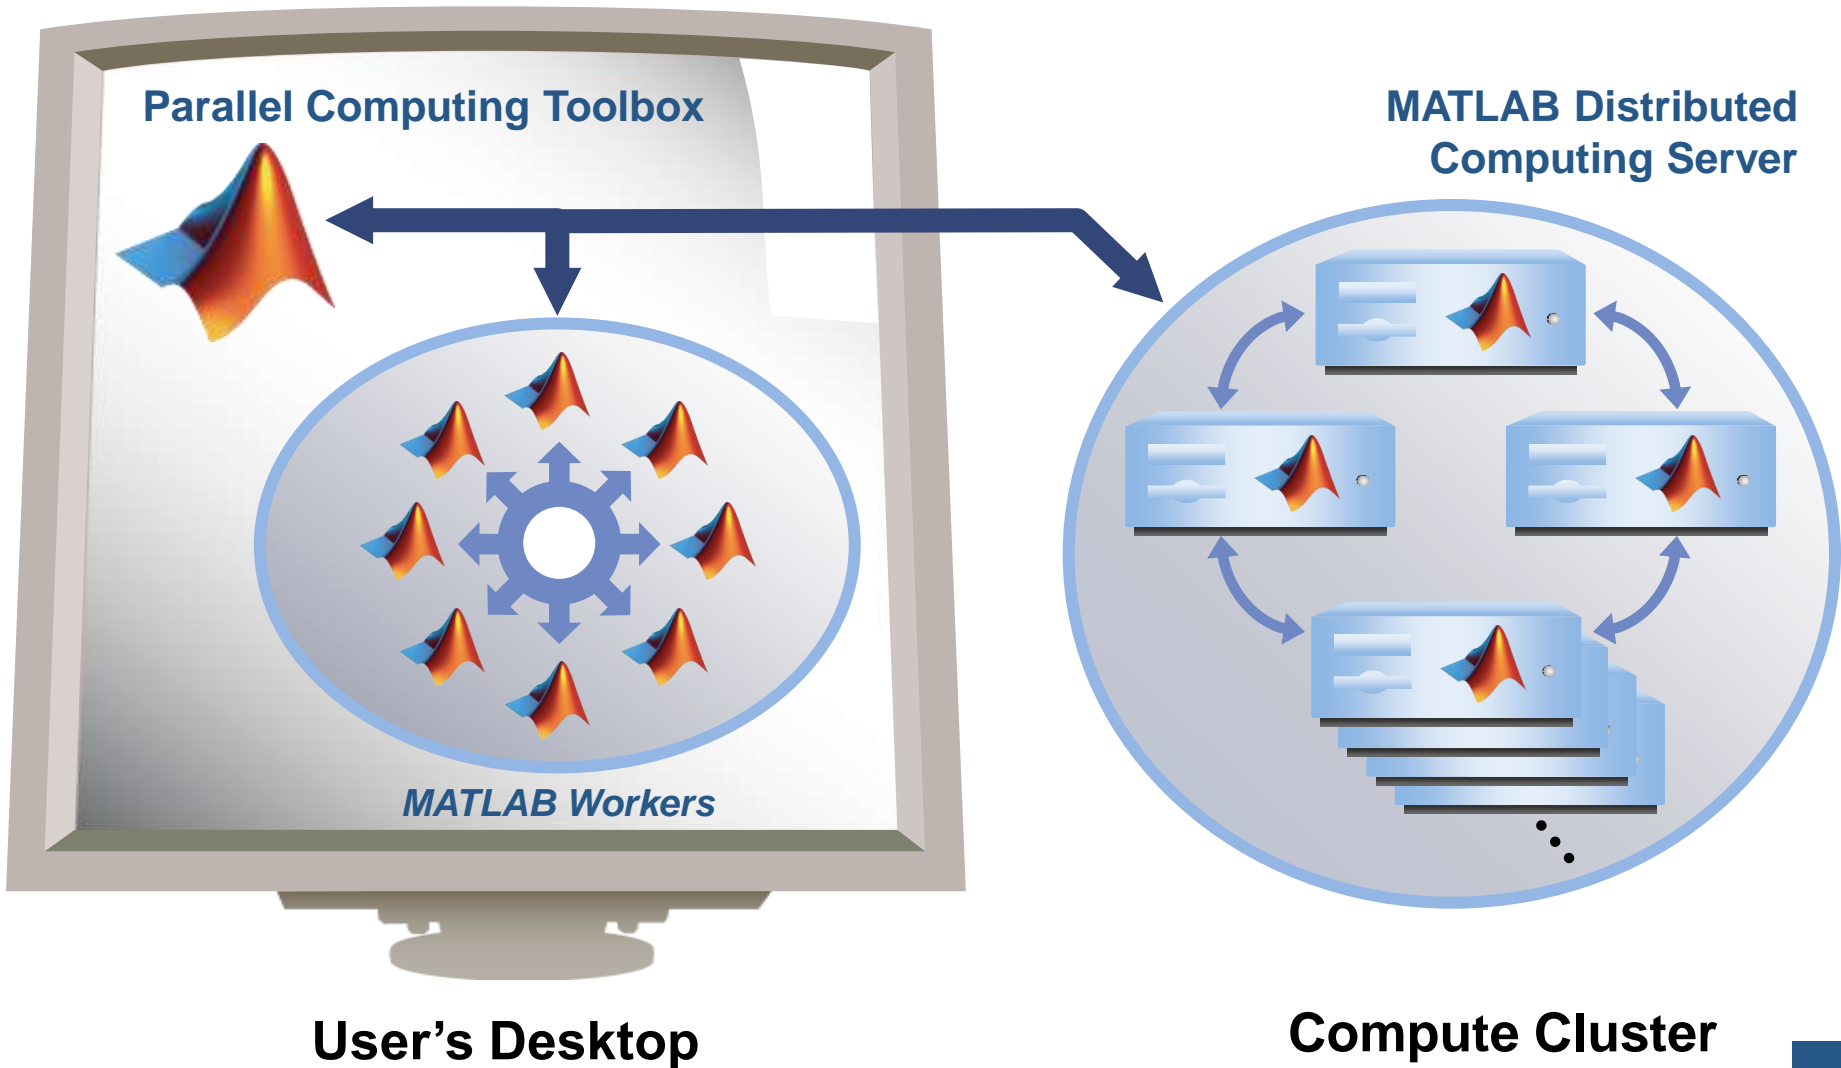 Parallel Computing Toolbox
MATLAB Distributed
Computing Server
MATLAB Workers
User’s Desktop
Compute Cluster